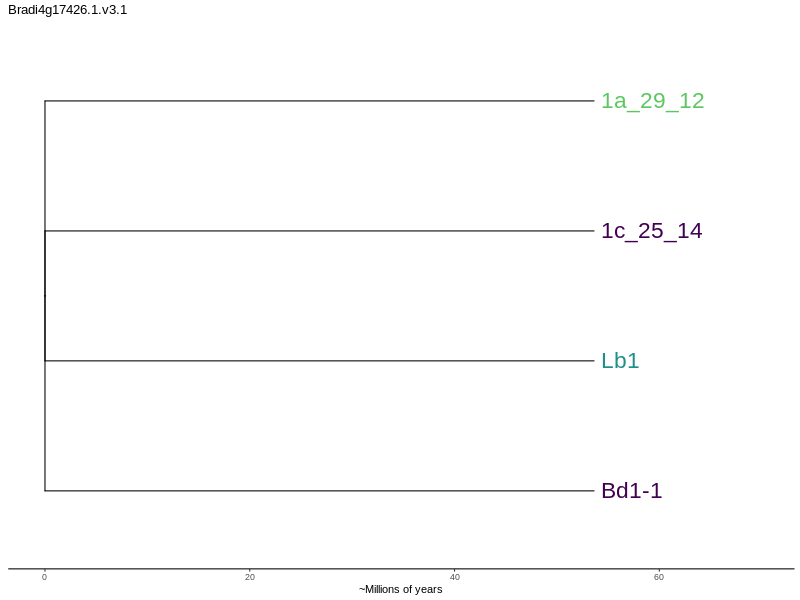 Bradi4g17426.1.v3.1
1a_29_12
1c_25_14
Lb1
Bd1-1
0 20 40 60
~Millions of years